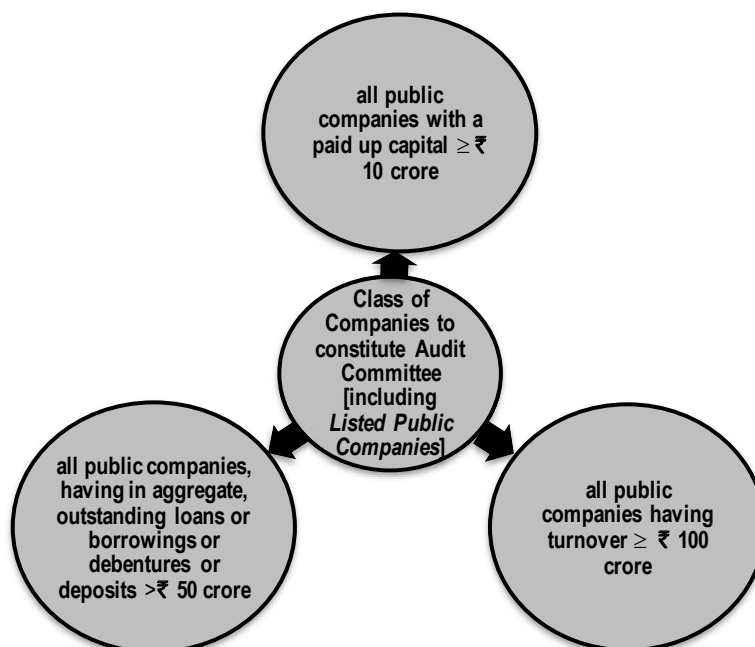 all public
companies with a
paid up capital ≥ ₹
10 crore
Class of
Companies to
constitute Audit
Committee
[including
Listed Public
Companies]
all public companies,
having in aggregate,
outstanding loans or
borrowings or
debentures or
deposits >₹ 50 crore
all public
companies having
turnover ≥ ₹ 100
crore